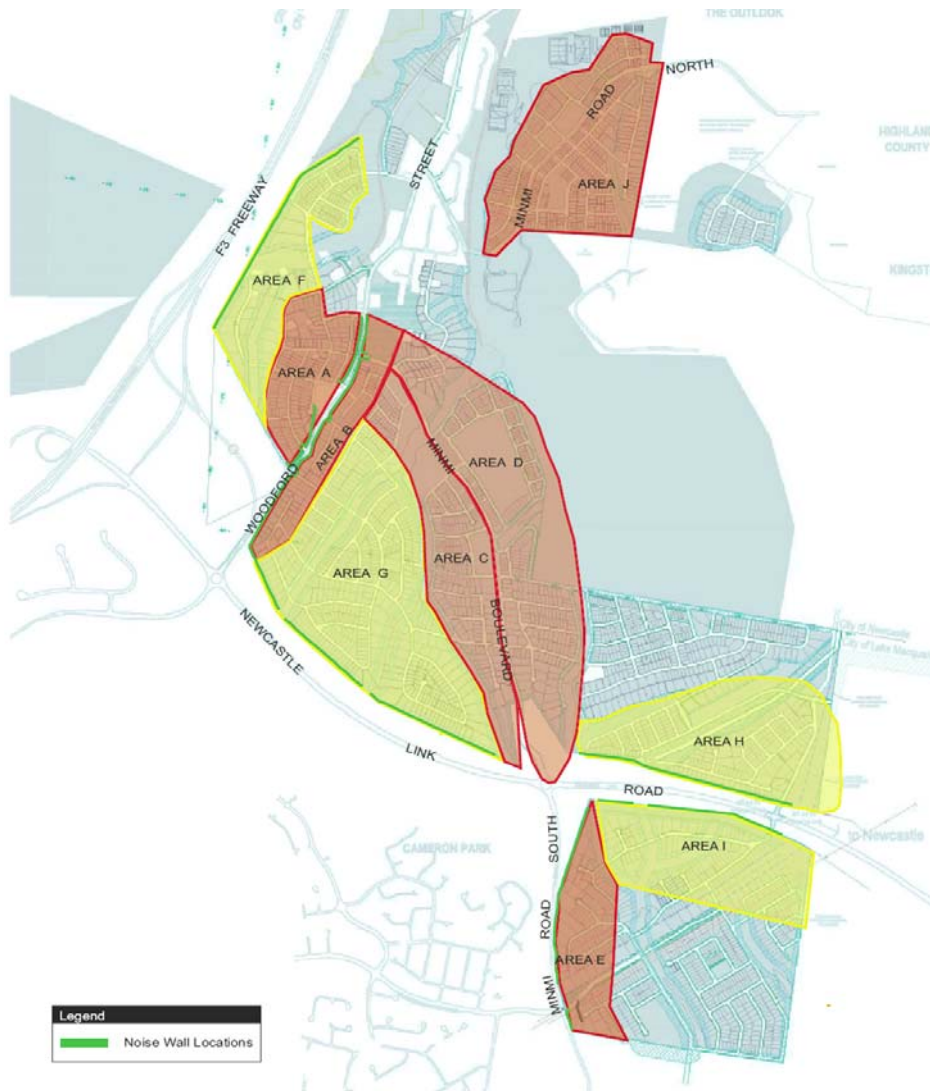 THE OUTLOOK
NORTH
ROAD
HIGHLAN
COUNTY
STREET
AREA J
MINMI
F3 FREEWAY
KINGST
AREA F
AREA A
AREA B
MINMI
AREA D
WOODFORD
AREA C
AREA G
BOULEVARD
NEWCASTLE
City of Newcastle
City of Lake Macquarie
LINK
AREA H
ROAD
SOUTH
AREA I
to Newcastle
CAMERON PARK
ROAD
AREA E
MINMI
Legend
Noise Wall Locations